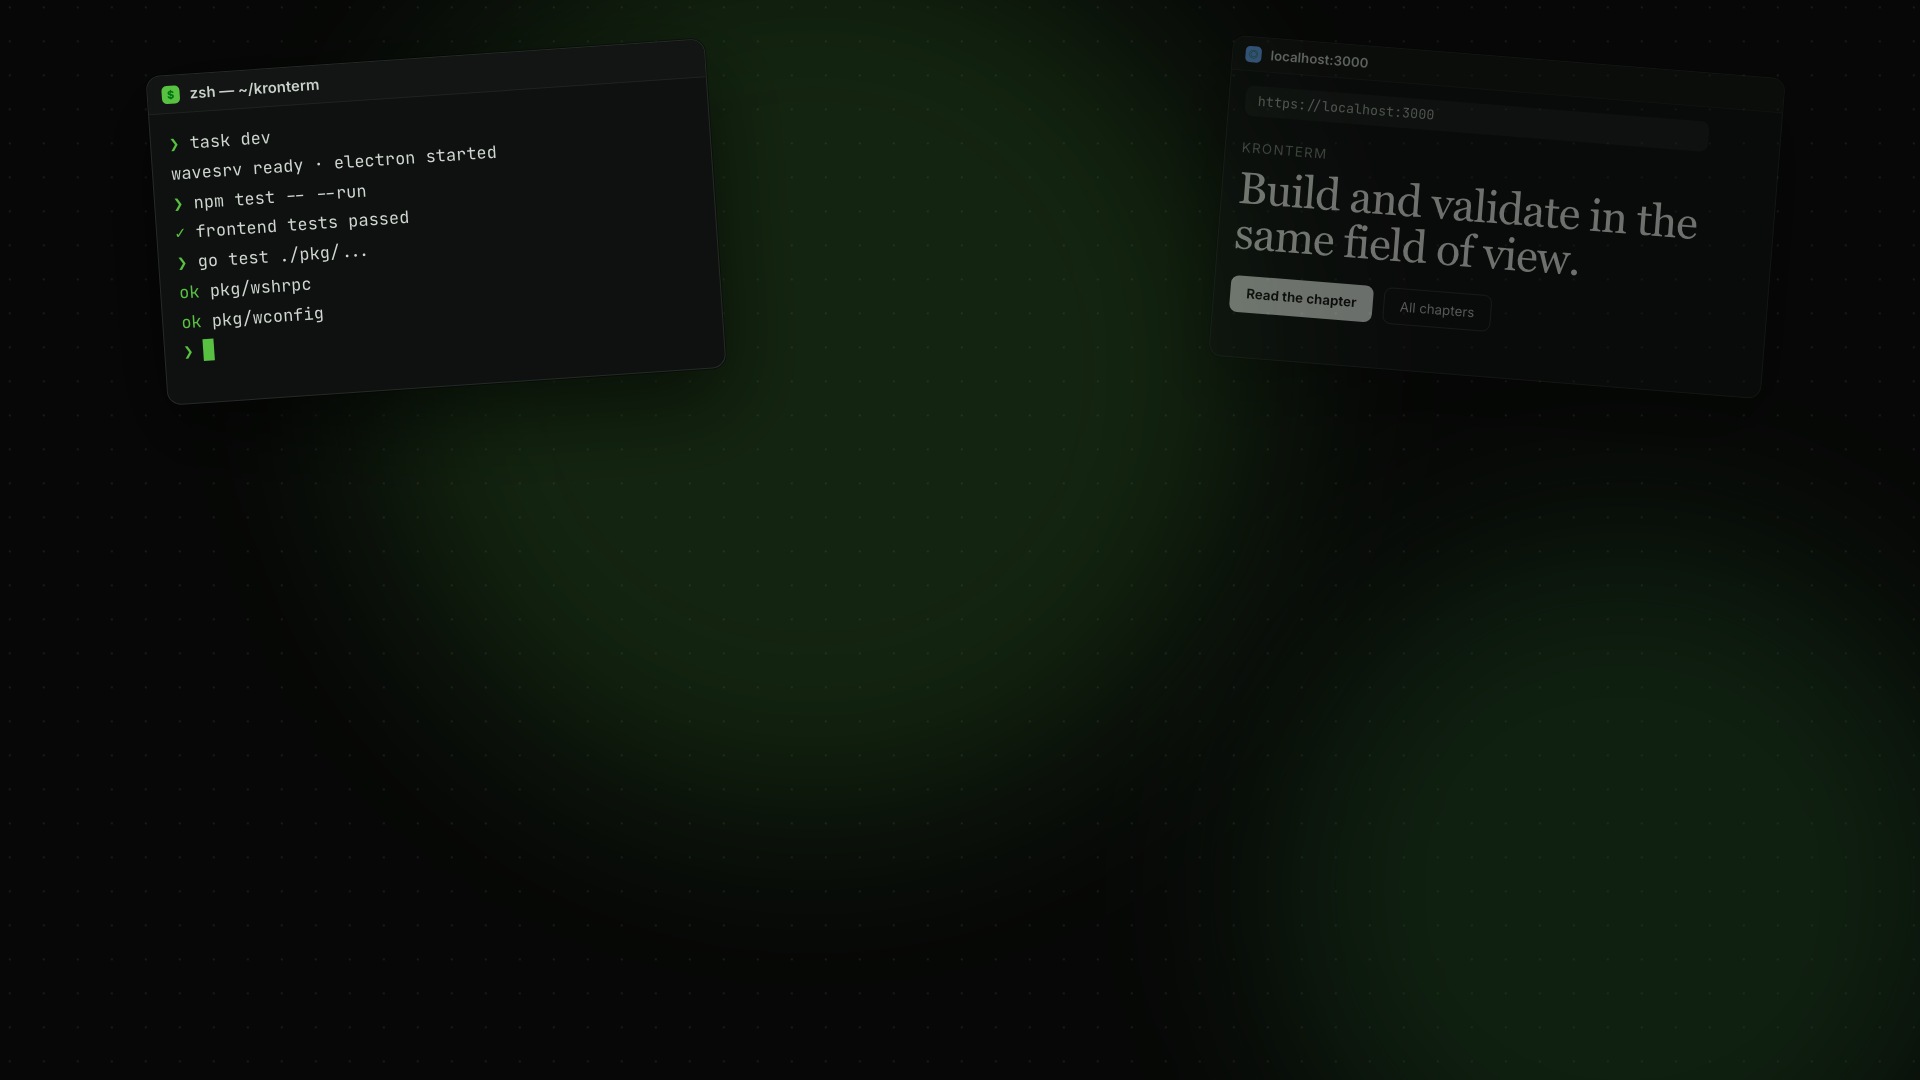 $ zsh — ~/kronterm
❯ task dev
wavesrv ready · electron started
❯ npm test -- --run
✓ frontend tests passed
❯ go test ./pkg/...
ok pkg/wshrpc
ok pkg/wconfig
❯
localhost:3000
https://localhost:3000
KRONTERM
Build and validate in the
same field of view.
Read the chapter
All chapters